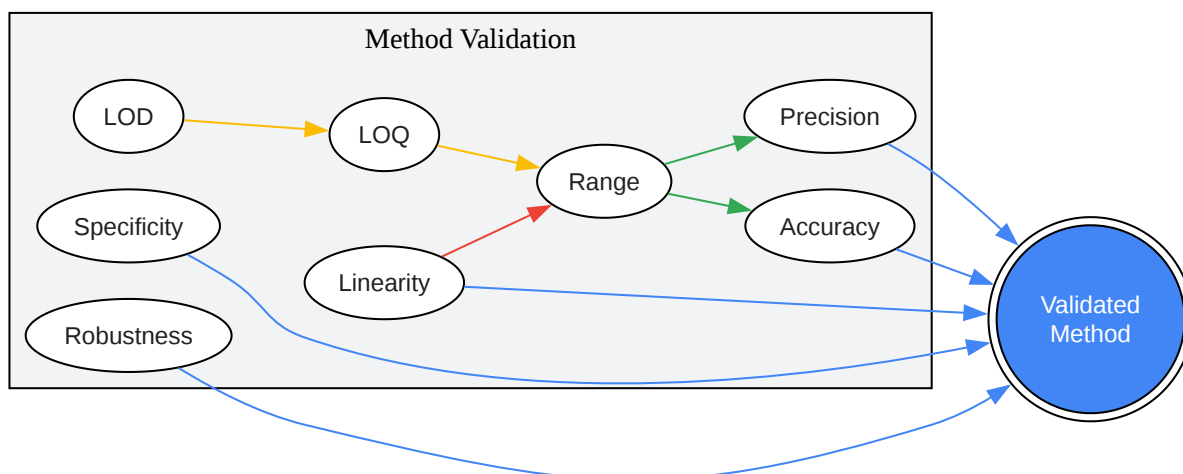 Method Validation
LOD
LOQ
Precision
Range
Specificity
Accuracy
Linearity
Robustness
Validated
Method